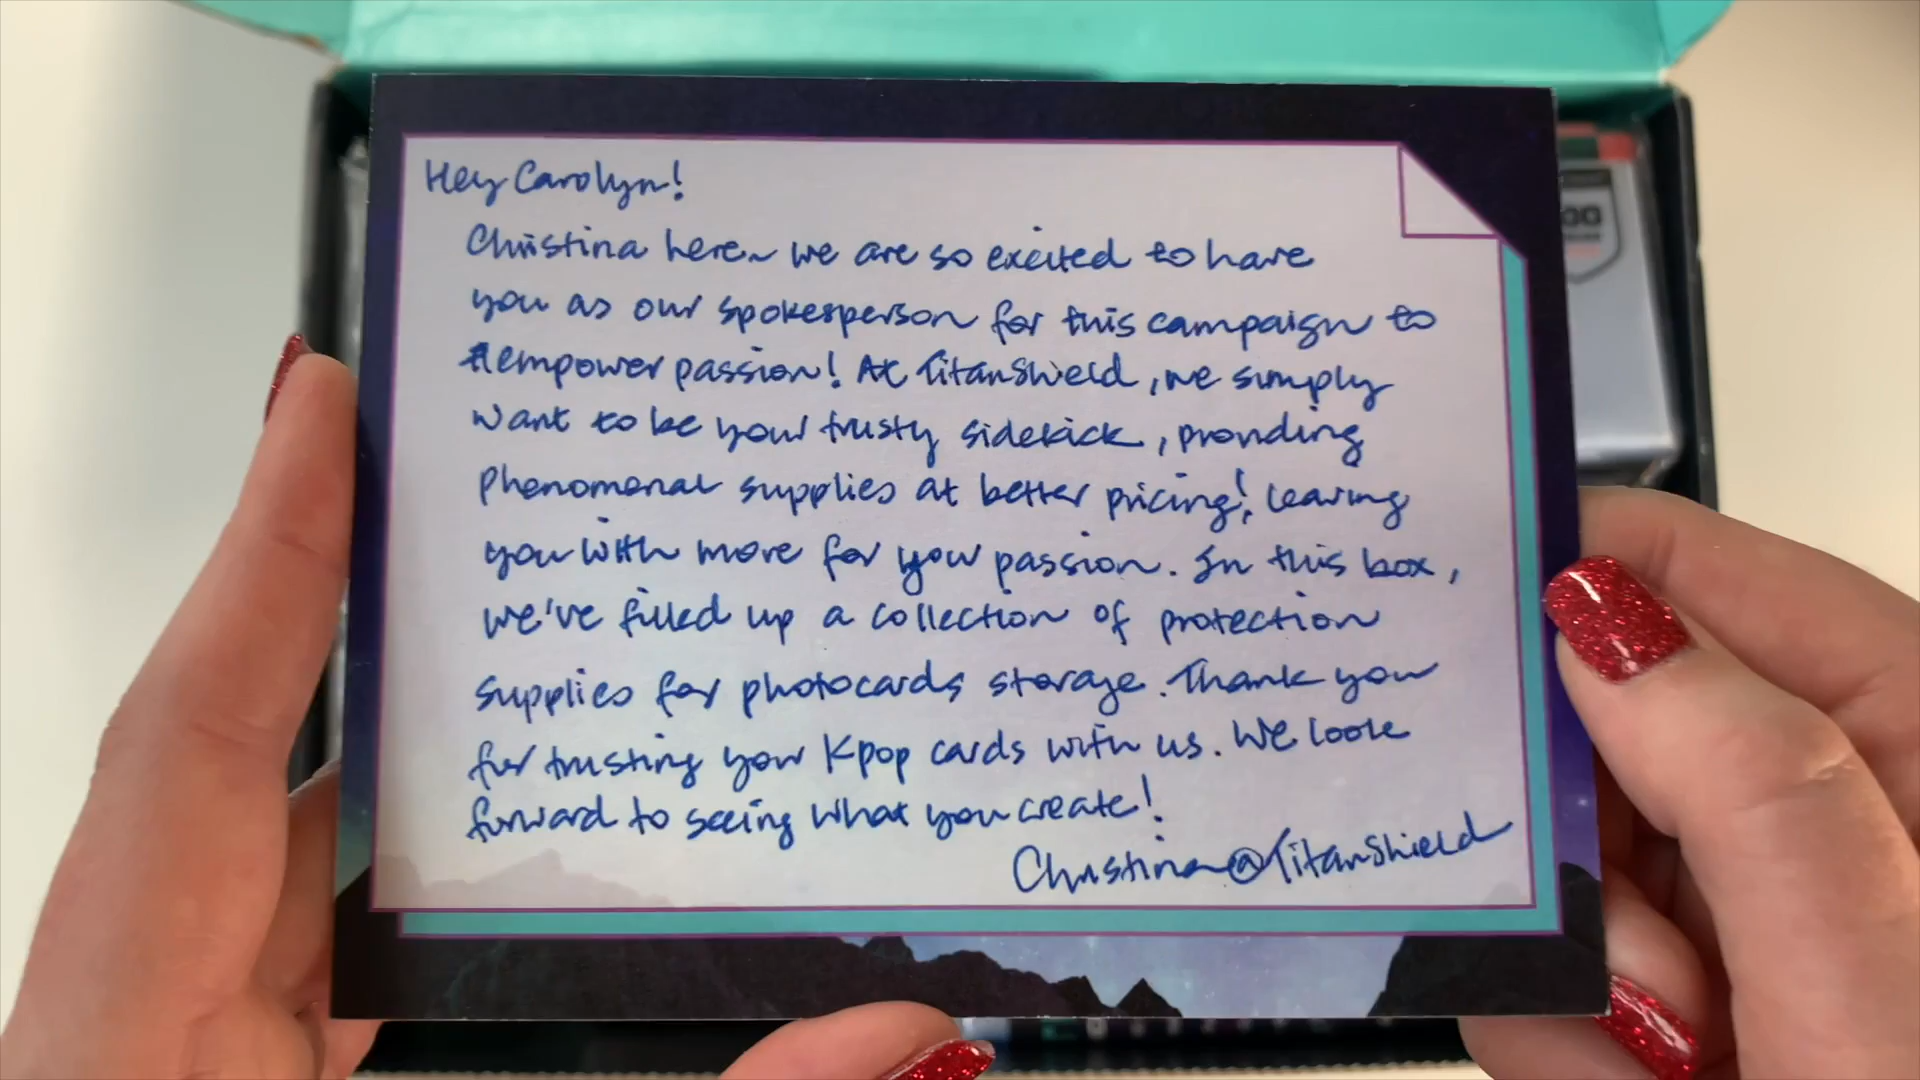 Hey Carolyn!
Christina here~ we are so excited to have
you as our spokesperson for this campaign to
#empower passion! At TitanShield, we simply
want to be your trusty sidekick, providing
phenomenal supplies at better pricing!, leaving
you with more for your passion. In this box,
we've filled up a collection of protection
supplies for photocards storage. Thank you
for trusting your Kpop cards with us. We look
forward to seeing what you create!
Christina@TitanShield